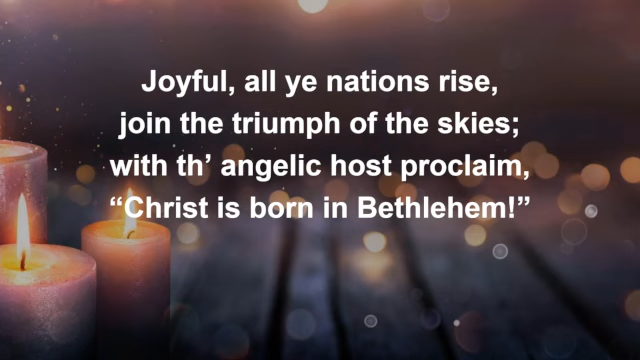 Joyful, all ye nations rise,
join the triumph of the skies;
with th’ angelic host proclaim,
“Christ is born in Bethlehem!”